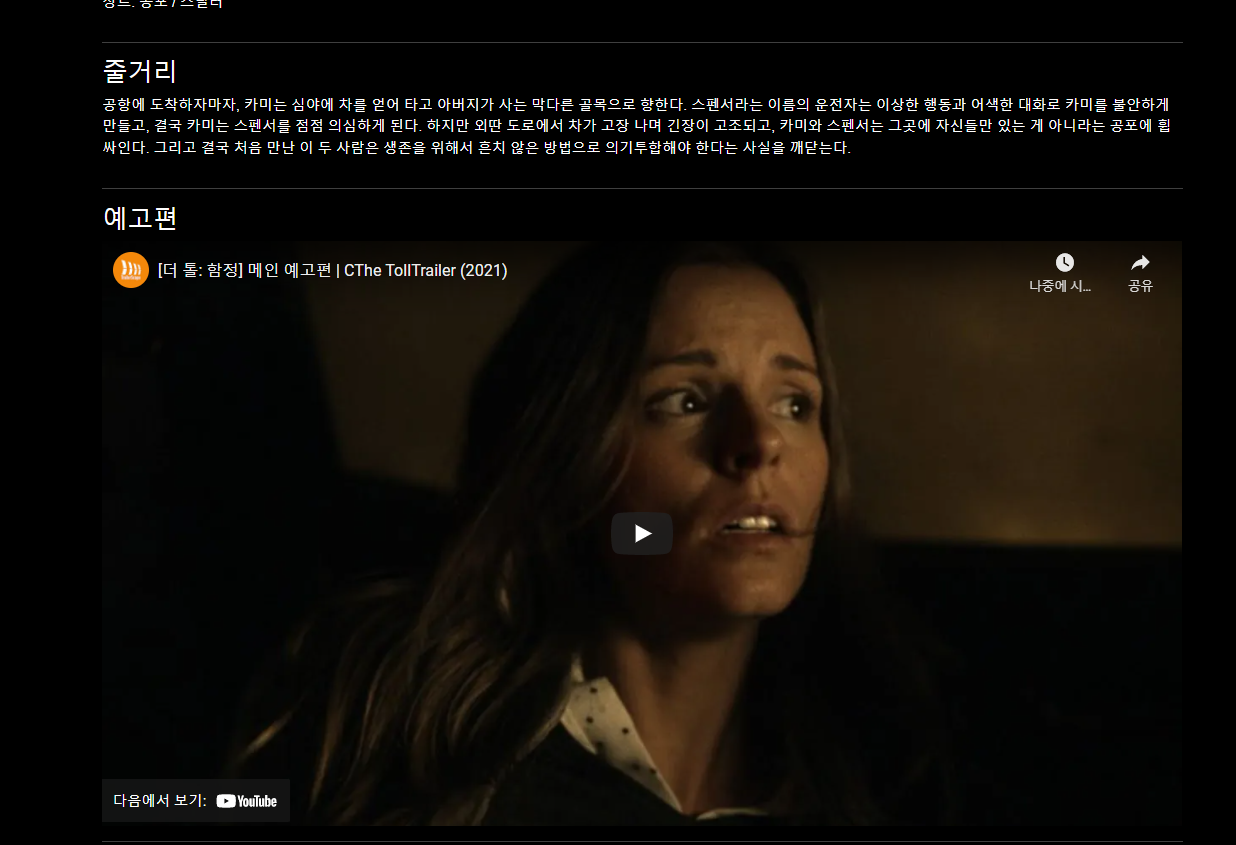 장르: 공포 / 스릴러
줄거리
공항에 도착하자마자, 카미는 심야에 차를 얻어 타고 아버지가 사는 막다른 골목으로 향한다. 스펜서라는 이름의 운전자는 이상한 행동과 어색한 대화로 카미를 불안하게
만들고, 결국 카미는 스펜서를 점점 의심하게 된다. 하지만 외딴 도로에서 차가 고장 나며 긴장이 고조되고, 카미와 스펜서는 그곳에 자신들만 있는 게 아니라는 공포에 휩
싸인다. 그리고 결국 처음 만난 이 두 사람은 생존을 위해서 흔치 않은 방법으로 의기투합해야 한다는 사실을 깨닫는다.
예고편
[더 톨: 함정] 메인 예고편 | CThe TollTrailer (2021)
나중에 시...
공유
다음에서 보기: YouTube